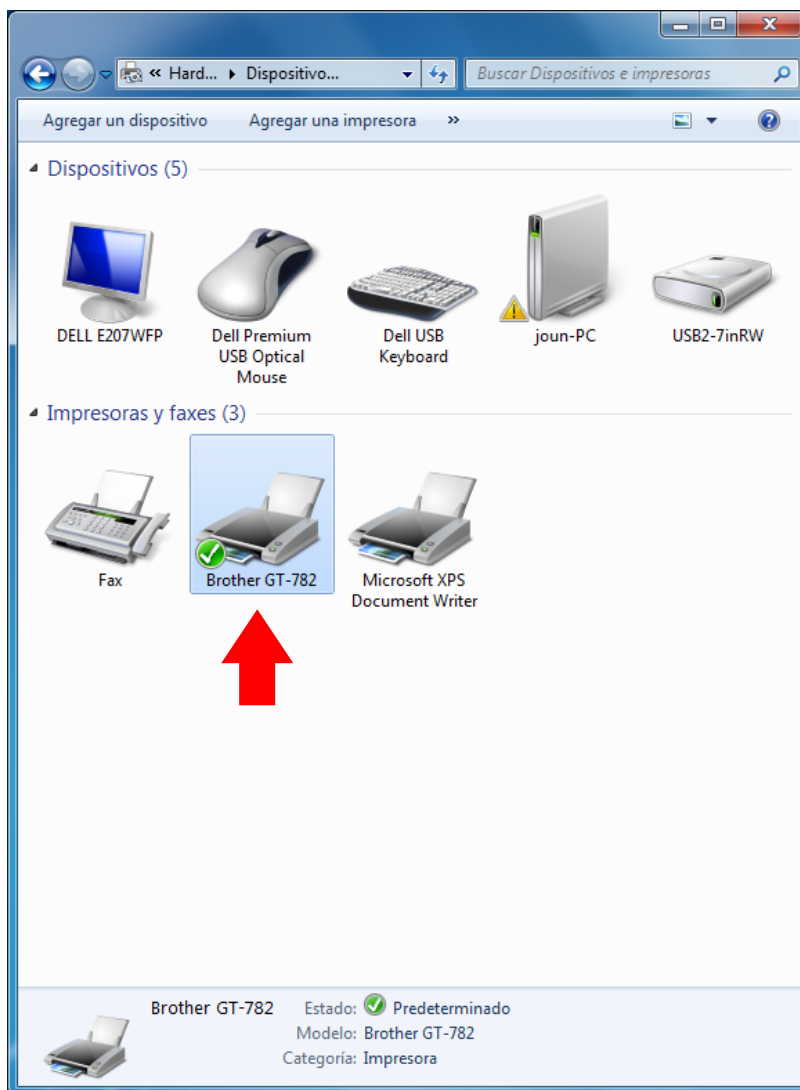 « Hard... ▸ Dispositivo...
Buscar Dispositivos e impresoras
Agregar un dispositivo Agregar una impresora »
Dispositivos (5)
DELL E207WFP
Dell Premium
USB Optical
Mouse
Dell USB
Keyboard
joun-PC
USB2-7inRW
Impresoras y faxes (3)
Fax
Brother GT-782
Microsoft XPS
Document Writer
Brother GT-782 Estado: Predeterminado
Modelo: Brother GT-782
Categoría: Impresora